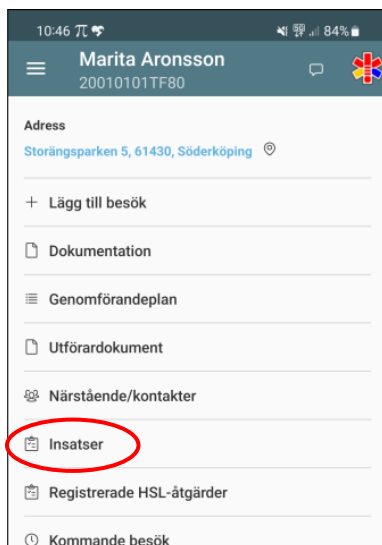 10:46 84%
Marita Aronsson
20010101TF80
Adress
Storängsparken 5, 61430, Söderköping
Lägg till besök
Dokumentation
Genomförandeplan
Utförardokument
Närstående/kontakter
Insatser
Registrerade HSL-åtgärder
Kommande besök